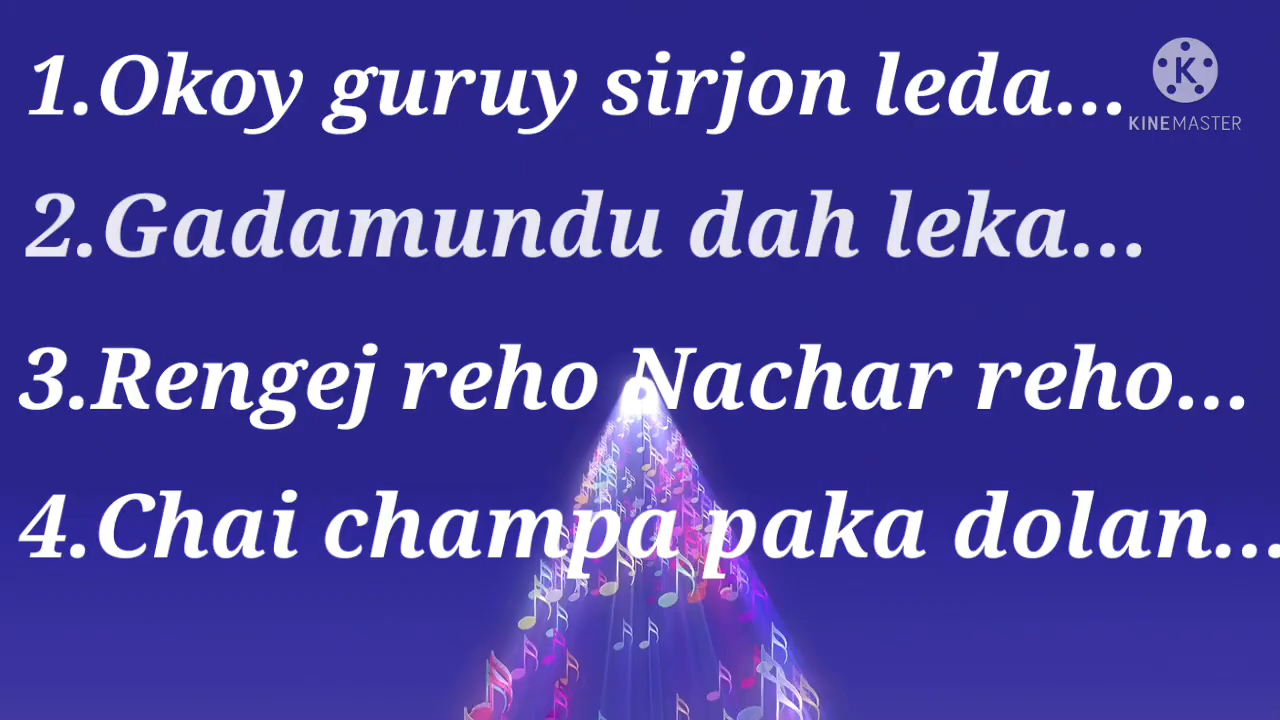 1.Okoy guruy sirjon leda...
K
KINEMASTER
2.Gadamundu dah leka...
3.Rengej reho Nachar reho...
4.Chai champa paka dolan...